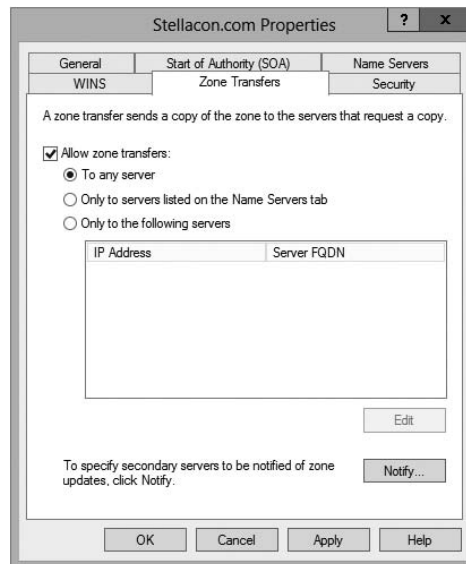 Stellacon.com Properties
? x
General Start of Authority (SOA) Name Servers
WINS Zone Transfers Security
A zone transfer sends a copy of the zone to the servers that request a copy.
Allow zone transfers:
To any server
Only to servers listed on the Name Servers tab
Only to the following servers
IP Address Server FQDN
Edit
To specify secondary servers to be notified of zone
updates, click Notify.
Notify...
OK Cancel Apply Help